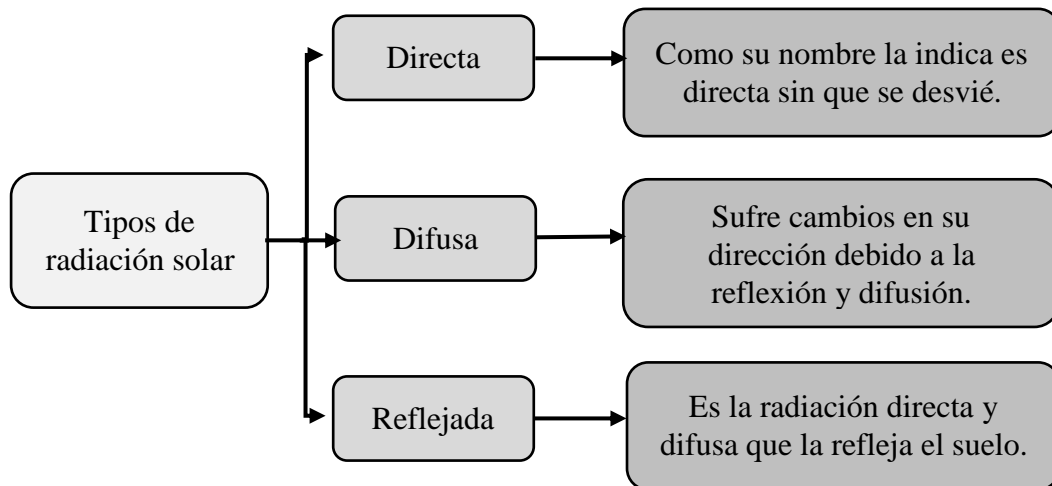 Tipos de
radiación solar
Directa
Como su nombre la indica es
directa sin que se desvié.
Difusa
Sufre cambios en su
dirección debido a la
reflexión y difusión.
Reflejada
Es la radiación directa y
difusa que la refleja el suelo.